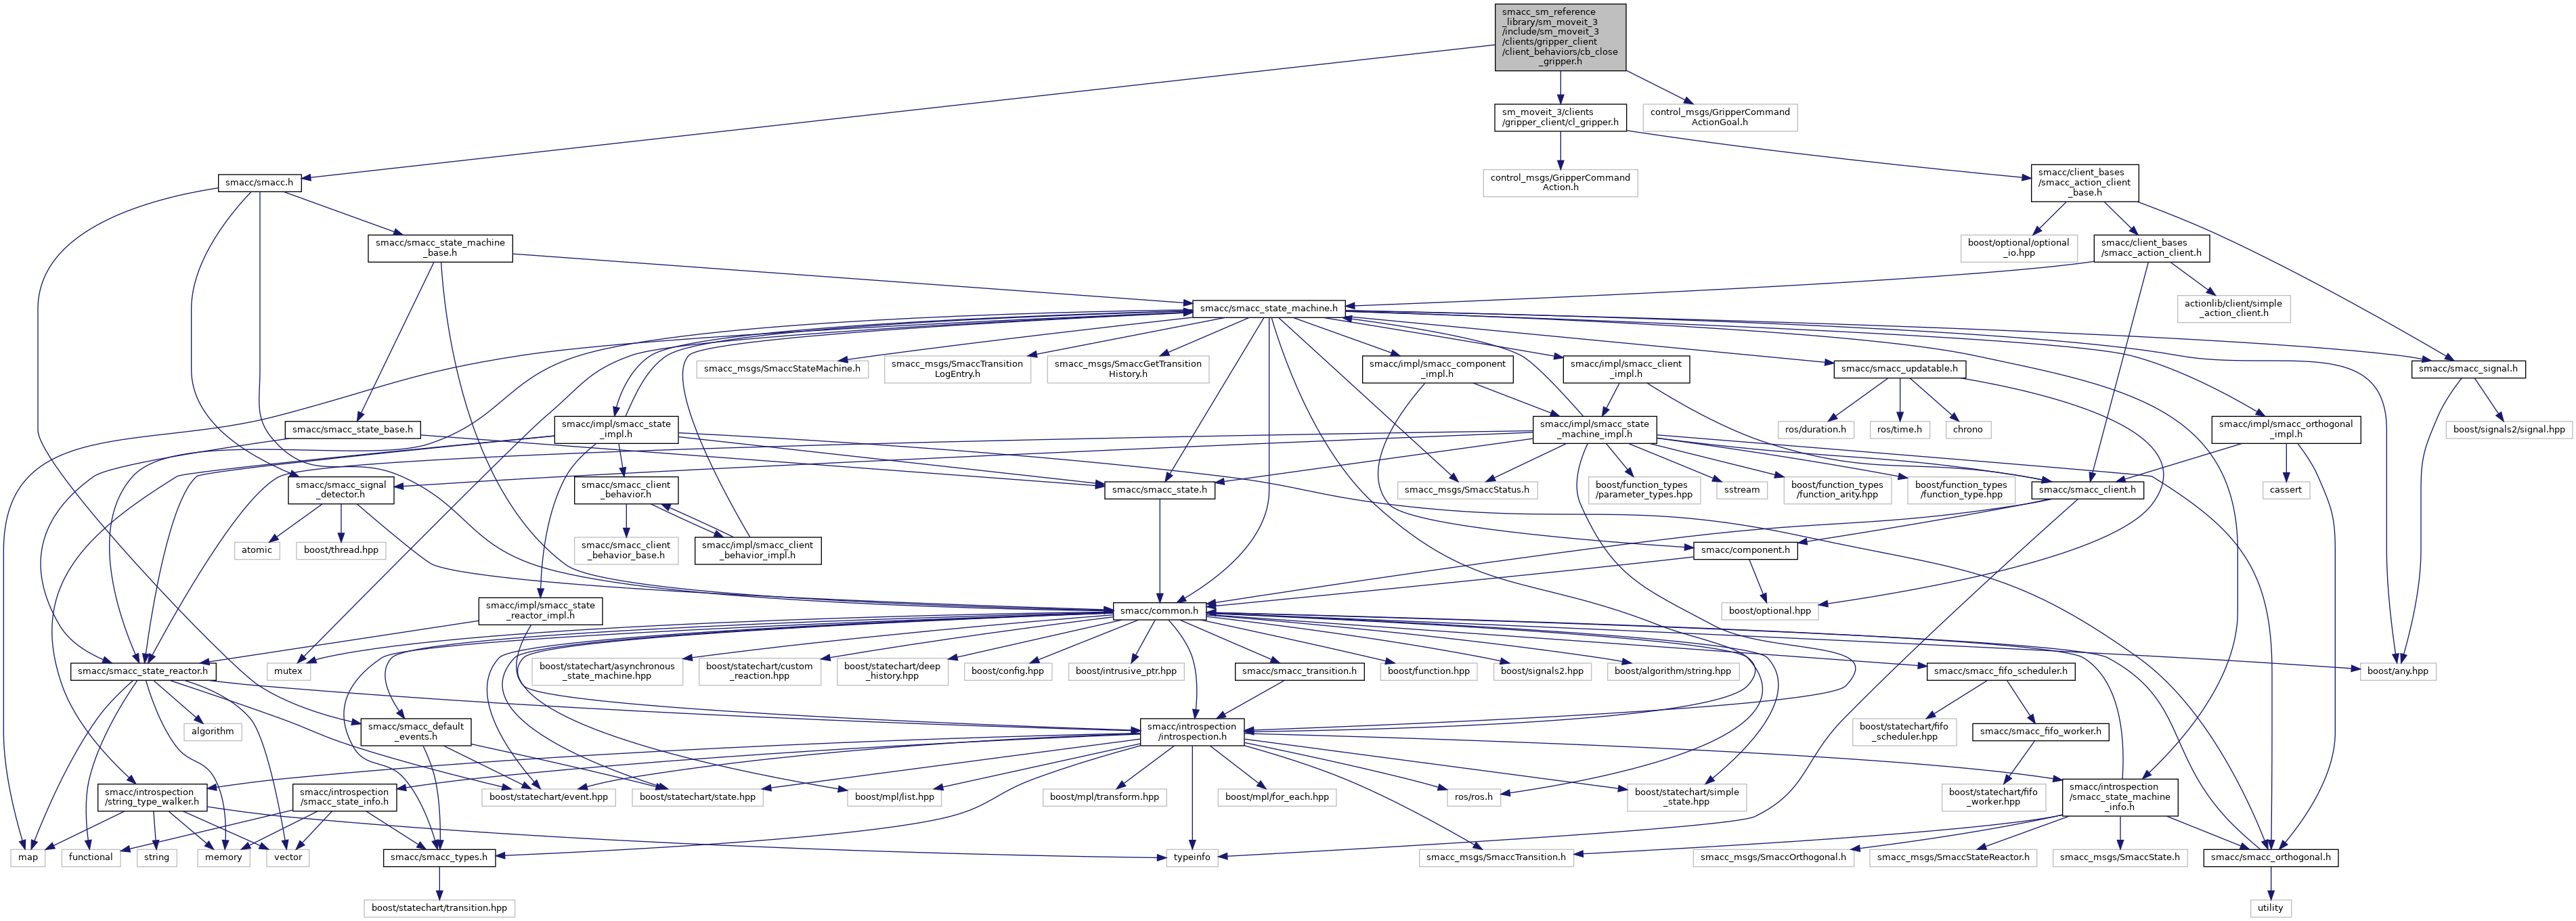 smacc_sm_reference
_library/sm_moveit_3
/include/sm_moveit_3
/clients/gripper_client
/client_behaviors/cb_close
_gripper.h
sm_moveit_3/clients
/gripper_client/cl_gripper.h
control_msgs/GripperCommand
ActionGoal.h
smacc/smacc.h
control_msgs/GripperCommand
Action.h
smacc/client_bases
/smacc_action_client
_base.h
smacc/smacc_state_machine
_base.h
boost/optional/optional
_io.hpp
smacc/client_bases
/smacc_action_client.h
smacc/smacc_state_machine.h
actionlib/client/simple
_action_client.h
smacc_msgs/SmaccStateMachine.h
smacc_msgs/SmaccTransition
LogEntry.h
smacc_msgs/SmaccGetTransition
History.h
smacc/impl/smacc_component
_impl.h
smacc/impl/smacc_client
_impl.h
smacc/smacc_updatable.h
smacc/smacc_signal.h
smacc/smacc_state_base.h
smacc/impl/smacc_state
_impl.h
smacc/impl/smacc_state
_machine_impl.h
ros/duration.h
ros/time.h
chrono
smacc/impl/smacc_orthogonal
_impl.h
boost/signals2/signal.hpp
smacc/smacc_signal
_detector.h
smacc/smacc_client
_behavior.h
smacc/smacc_state.h
smacc_msgs/SmaccStatus.h
boost/function_types
/parameter_types.hpp
sstream
boost/function_types
/function_arity.hpp
boost/function_types
/function_type.hpp
smacc/smacc_client.h
cassert
atomic
boost/thread.hpp
smacc/smacc_client
_behavior_base.h
smacc/impl/smacc_client
_behavior_impl.h
smacc/component.h
smacc/impl/smacc_state
_reactor_impl.h
smacc/common.h
boost/optional.hpp
smacc/smacc_state_reactor.h
mutex
boost/statechart/asynchronous
_state_machine.hpp
boost/statechart/custom
_reaction.hpp
boost/statechart/deep
_history.hpp
boost/config.hpp
boost/intrusive_ptr.hpp
smacc/smacc_transition.h
boost/function.hpp
boost/signals2.hpp
boost/algorithm/string.hpp
smacc/smacc_fifo_scheduler.h
boost/any.hpp
algorithm
smacc/smacc_default
_events.h
smacc/introspection
/introspection.h
boost/statechart/fifo
_scheduler.hpp
smacc/smacc_fifo_worker.h
smacc/introspection
/string_type_walker.h
smacc/introspection
/smacc_state_info.h
boost/statechart/event.hpp
boost/statechart/state.hpp
boost/mpl/list.hpp
boost/mpl/transform.hpp
boost/mpl/for_each.hpp
ros/ros.h
boost/statechart/simple
_state.hpp
boost/statechart/fifo
_worker.hpp
smacc/introspection
/smacc_state_machine
_info.h
map
functional
string
memory
vector
smacc/smacc_types.h
typeinfo
smacc_msgs/SmaccTransition.h
smacc_msgs/SmaccOrthogonal.h
smacc_msgs/SmaccStateReactor.h
smacc_msgs/SmaccState.h
smacc/smacc_orthogonal.h
boost/statechart/transition.hpp
utility